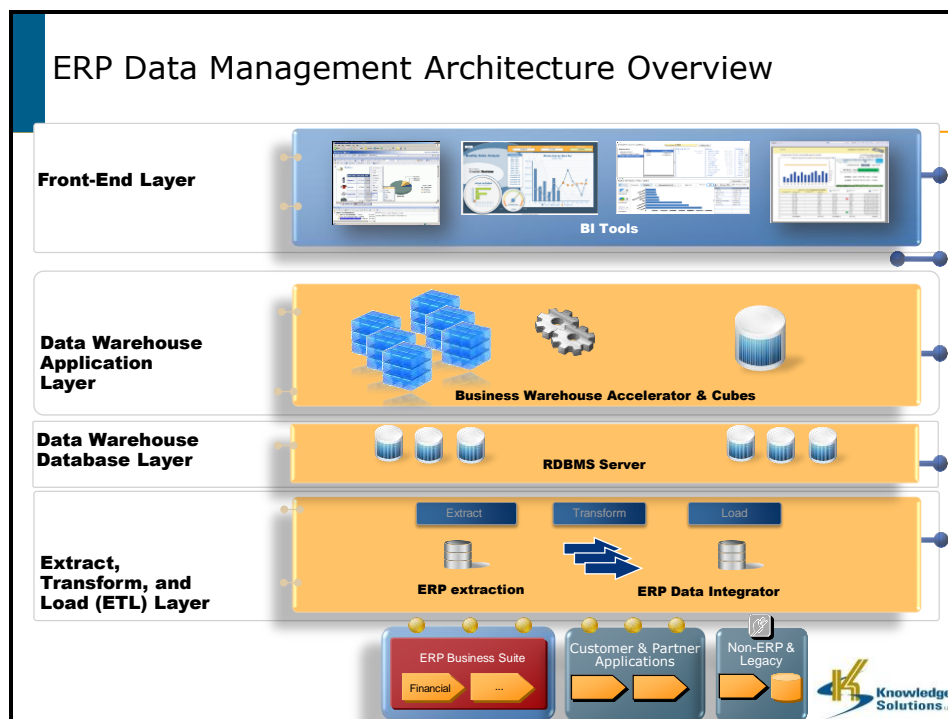 ERP Data Management Architecture Overview
Front-End Layer
BI Tools
Data Warehouse
Application
Layer
Business Warehouse Accelerator & Cubes
Data Warehouse
Database Layer
RDBMS Server
Extract Transform Load
Extract,
Transform, and
Load (ETL) Layer
ERP extraction
ERP Data Integrator
ERP Business Suite
Financial
...
Customer & Partner
Applications
Non-ERP &
Legacy
Knowledge
Solutions